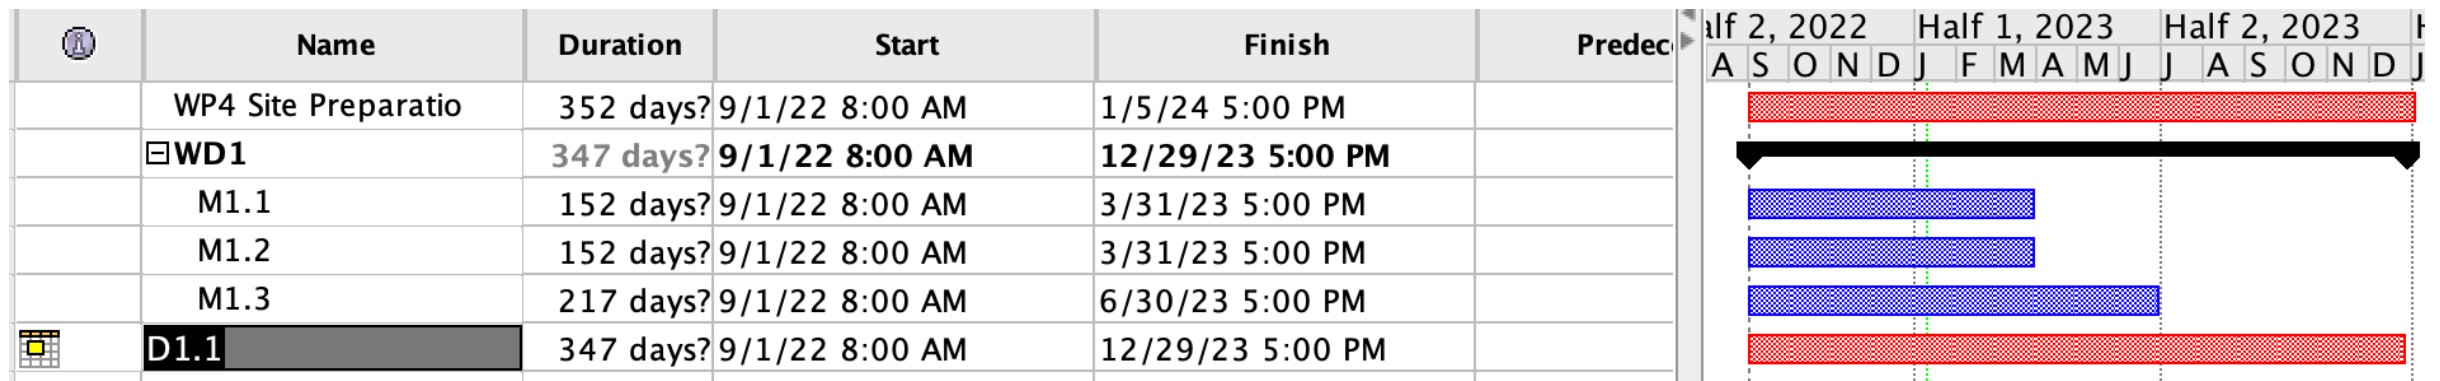 Name Duration Start Finish Predec alf 2, 2022 Half 1, 2023 Half 2, 2023 H
A S O N D J F M A M J J A S O N D J
WP4 Site Preparatio 352 days? 9/1/22 8:00 AM 1/5/24 5:00 PM
WD1 347 days? 9/1/22 8:00 AM 12/29/23 5:00 PM
M1.1 152 days? 9/1/22 8:00 AM 3/31/23 5:00 PM
M1.2 152 days? 9/1/22 8:00 AM 3/31/23 5:00 PM
M1.3 217 days? 9/1/22 8:00 AM 6/30/23 5:00 PM
D1.1 347 days? 9/1/22 8:00 AM 12/29/23 5:00 PM